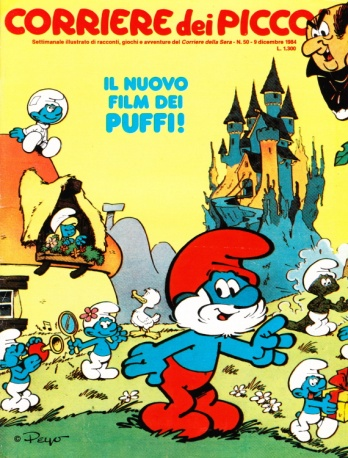 CORRIERE dei PICCO
Settimanale illustrato di racconti, giochi e avventure del Corriere della Sera - N. 50 - 9 dicembre 1984
L. 1.300
IL NUOVO
FILM DEI
PUFFI!
© Peyo